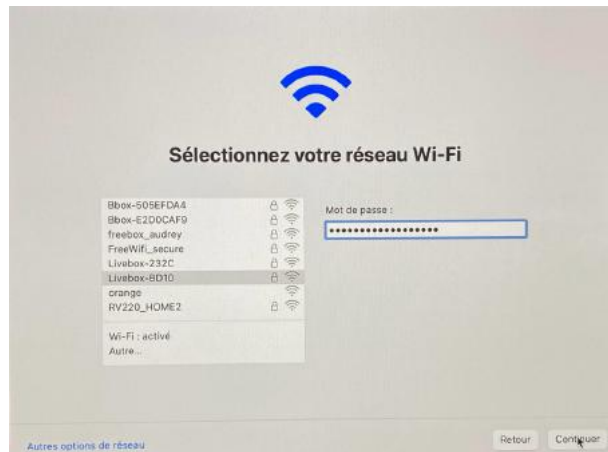 Sélectionnez votre réseau Wi-Fi
Bbox-505EFDA4
Bbox-E2D0CAF9
freebox_audrey
FreeWifi_secure
Livebox-232C
Livebox-8D10
orange
RV220_HOME2
Wi-Fi : activé
Autre...
Mot de passe :
••••••••••••••••••
Autres options de réseau
Retour
Continuer